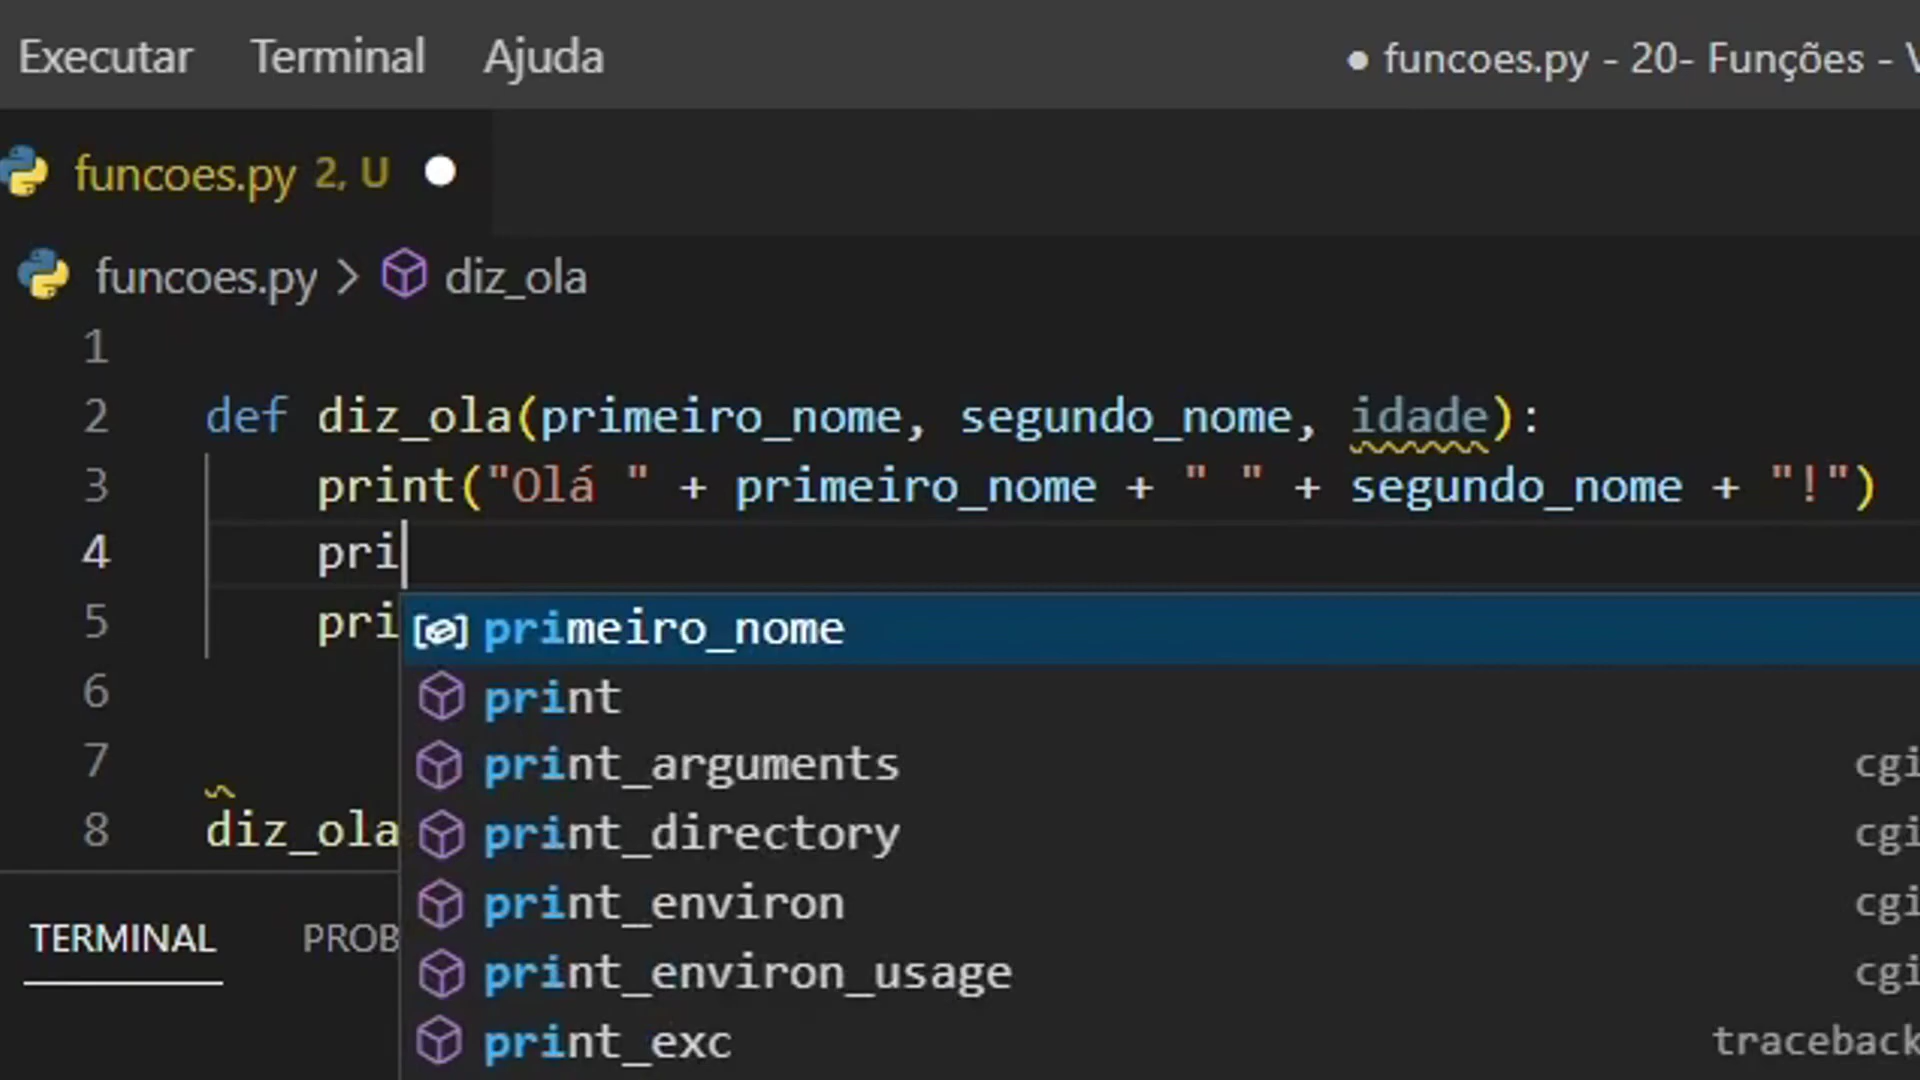 Executar Terminal Ajuda ● funcoes.py - 20- Funções -
funcoes.py 2, U
funcoes.py > diz_ola
1
2 def diz_ola(primeiro_nome, segundo_nome, idade):
3 print("Olá " + primeiro_nome + " " + segundo_nome + "!")
4 pri
5 pri
primeiro_nome
6 print
7 print_arguments cgi
8 diz_ola print_directory cgi
print_environ cgi
TERMINAL PROB
print_environ_usage cgi
print_exc traceback